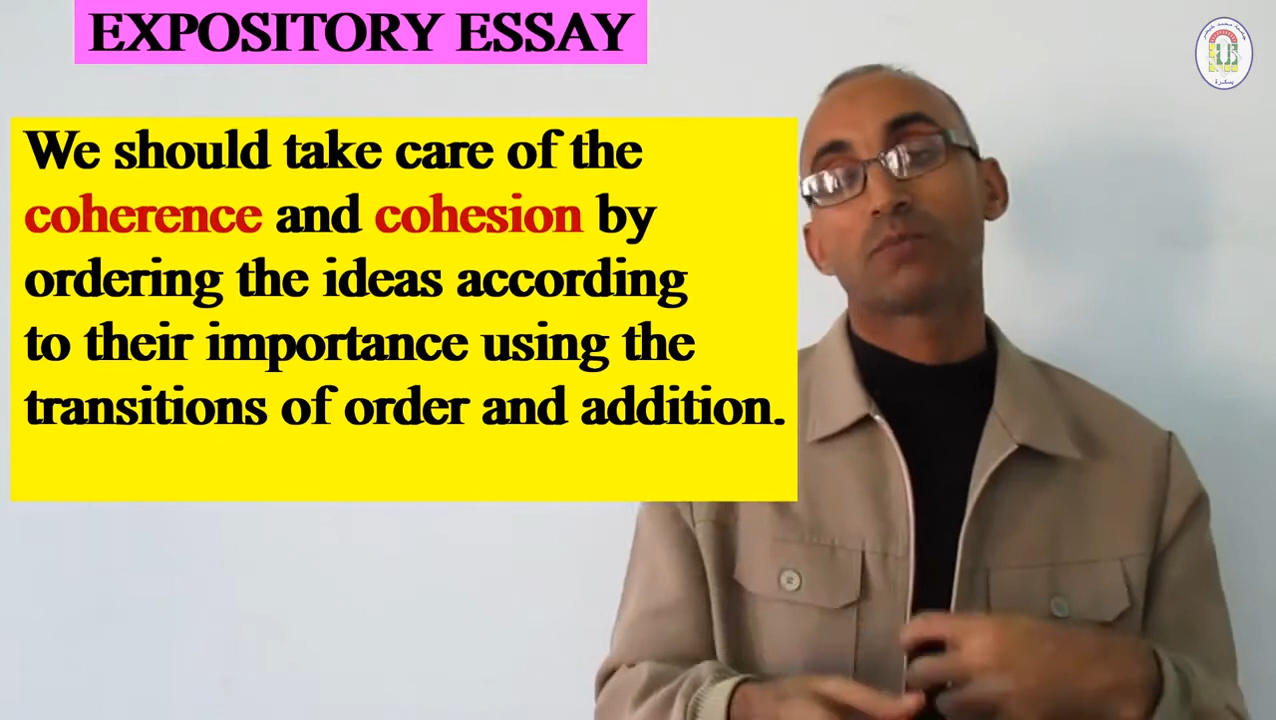 EXPOSITORY ESSAY
We should take care of the
coherence and cohesion by
ordering the ideas according
to their importance using the
transitions of order and addition.